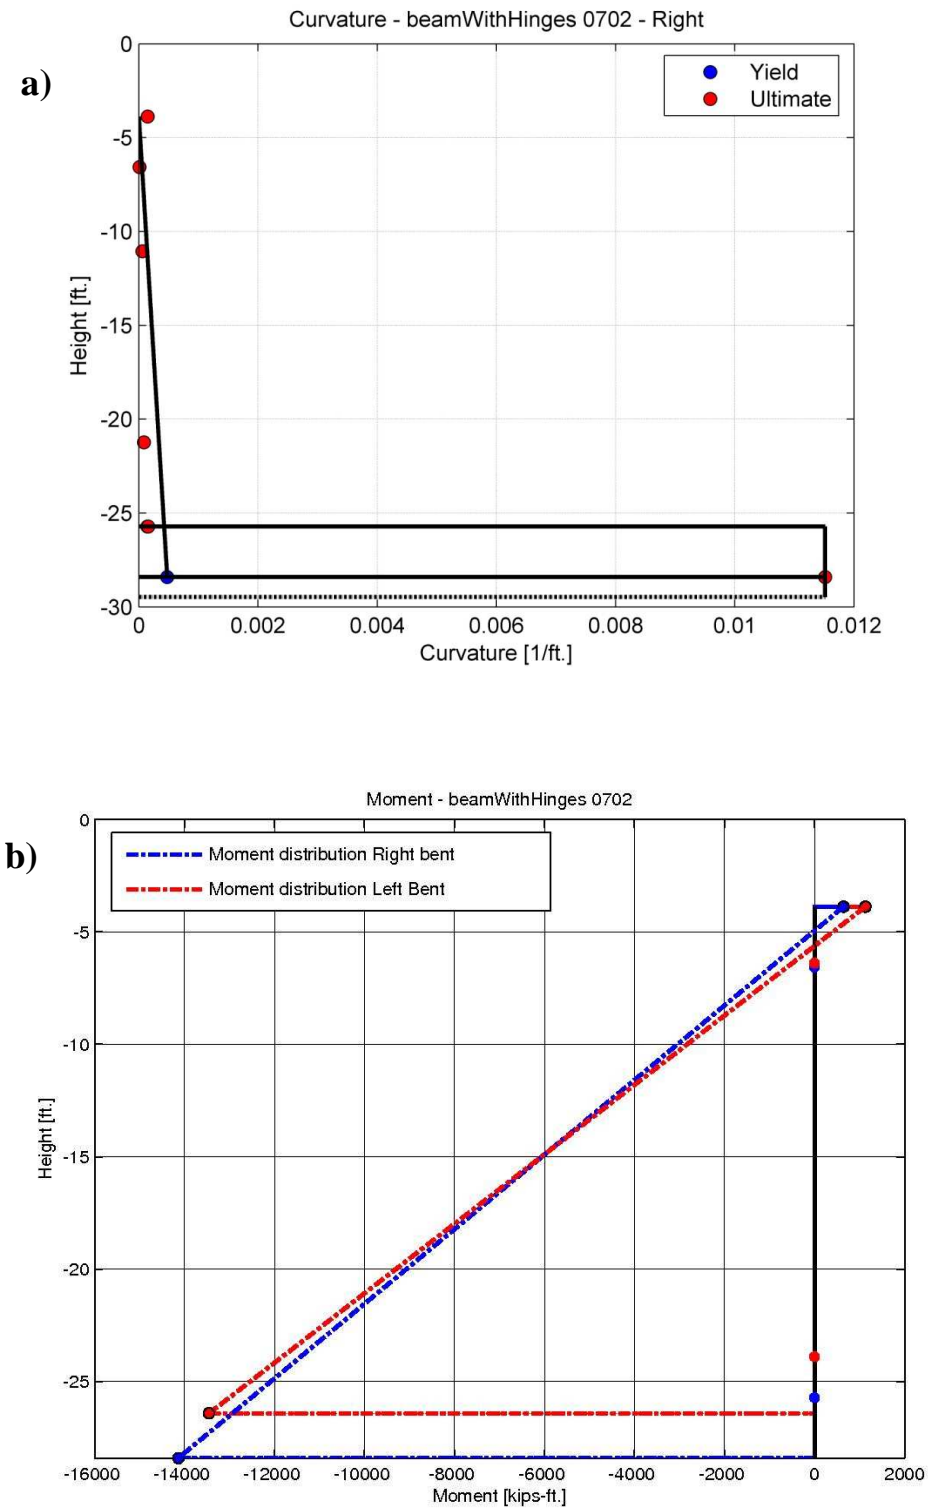 Curvature - beamWithHinges 0702 - Right
a)
0
Yield
Ultimate
-5
-10
Height [ft.]
-15
-20
-25
-30
0 0.002 0.004 0.006 0.008 0.01 0.012
Curvature [1/ft.]
Moment - beamWithHinges 0702
b)
0
Moment distribution Right bent
Moment distribution Left Bent
-5
-10
Height [ft.]
-15
-20
-25
-16000 -14000 -12000 -10000 -8000 -6000 -4000 -2000 0 2000
Moment [kips-ft.]